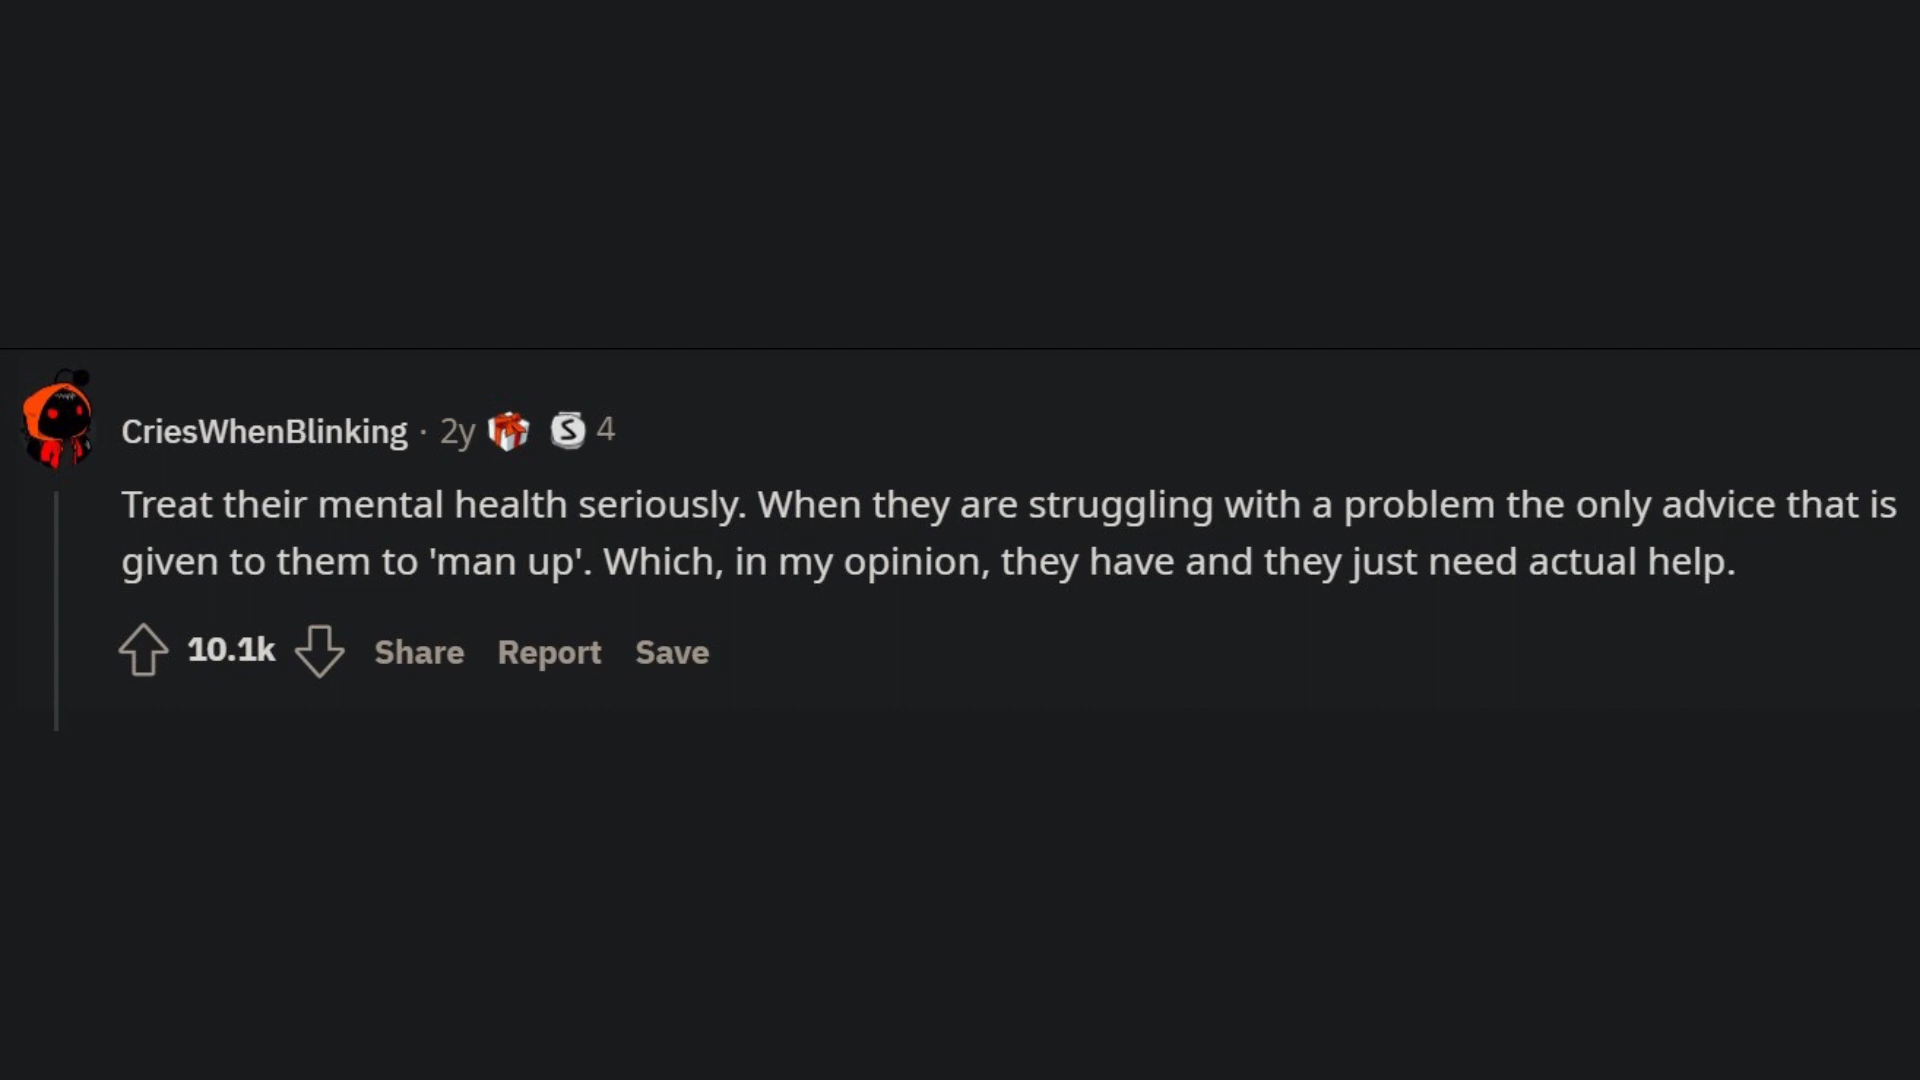 CriesWhenBlinking · 2y S 4
Treat their mental health seriously. When they are struggling with a problem the only advice that is
given to them to 'man up'. Which, in my opinion, they have and they just need actual help.
10.1k Share Report Save